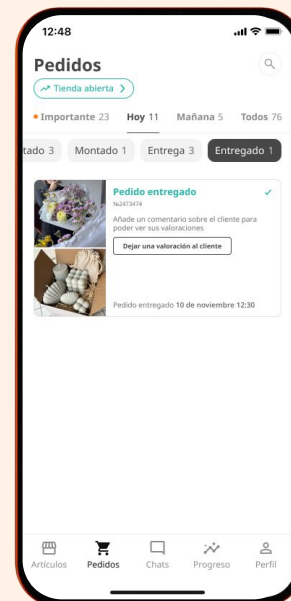 12:48
Pedidos
Tienda abierta
Importante 23 Hoy 11 Mañana 5 Todos 76
tado 3 Montado 1 Entrega 3 Entregado 1
Pedido entregado
№2473474
Añade un comentario sobre el cliente para
poder ver sus valoraciones
Dejar una valoración al cliente
Pedido entregado 10 de noviembre 12:30
Artículos Pedidos Chats Progreso Perfil